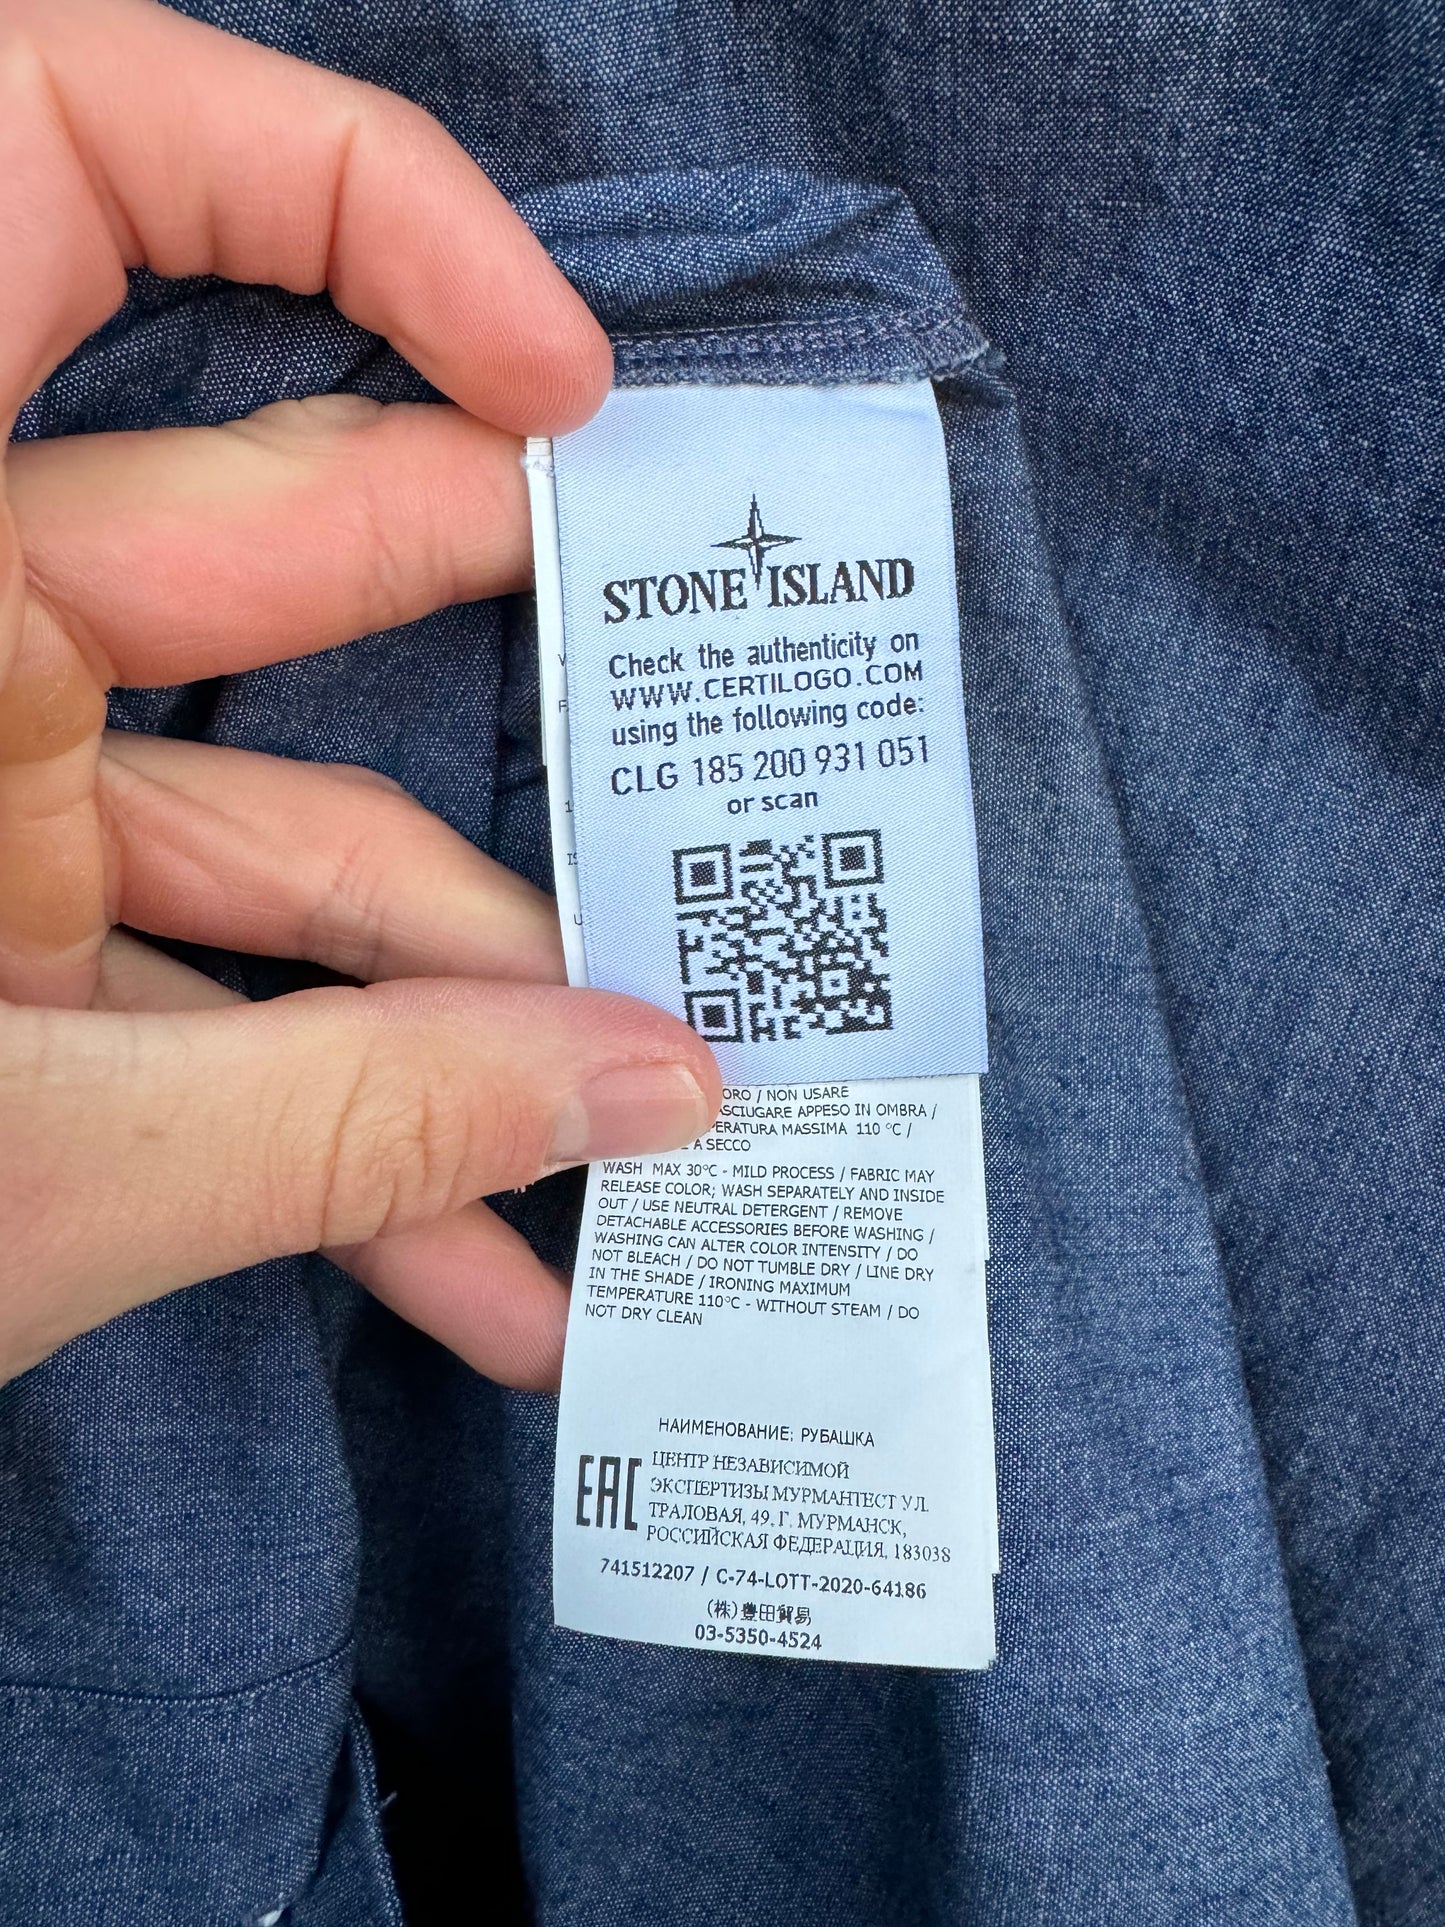 STONE ISLAND
Check the authenticity on
WWW.CERTILOGO.COM
using the following code:
CLG 185 200 931 051
or scan
ORO / NON USARE
ASCIUGARE APPESO IN OMBRA /
PERATURA MASSIMA 110 °C /
A SECCO
WASH MAX 30°C - MILD PROCESS / FABRIC MAY
RELEASE COLOR; WASH SEPARATELY AND INSIDE
OUT / USE NEUTRAL DETERGENT / REMOVE
DETACHABLE ACCESSORIES BEFORE WASHING /
WASHING CAN ALTER COLOR INTENSITY / DO
NOT BLEACH / DO NOT TUMBLE DRY / LINE DRY
IN THE SHADE / IRONING MAXIMUM
TEMPERATURE 110°C - WITHOUT STEAM / DO
NOT DRY CLEAN
НАИМЕНОВАНИЕ: РУБАШКА
EAC
ЦЕНТР НЕЗАВИСИМОЙ
ЭКСПЕРТИЗЫ МУРМАНТЕСТ УЛ.
ТРАЛОВАЯ, 49. Г. МУРМАНСК,
РОССИЙСКАЯ ФЕДЕРАЦИЯ, 183038
741512207 / C-74-LOTT-2020-64186
(株)豊田貿易
03-5350-4524